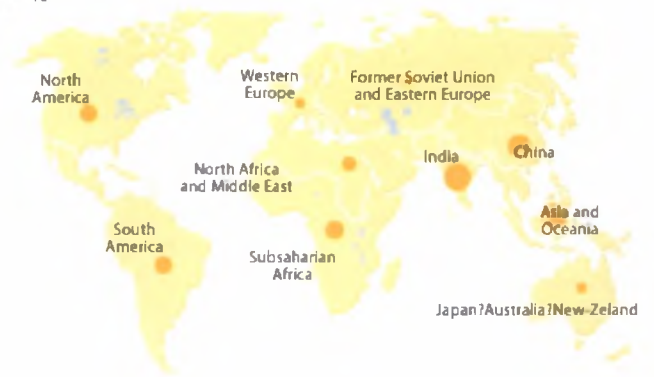 North
America
Western
Europe
Former Soviet Union
and Eastern Europe
India
China
North Africa
and Middle East
Asia and
Oceania
South
America
Subsaharian
Africa
Japan?Australia?New-Zeland